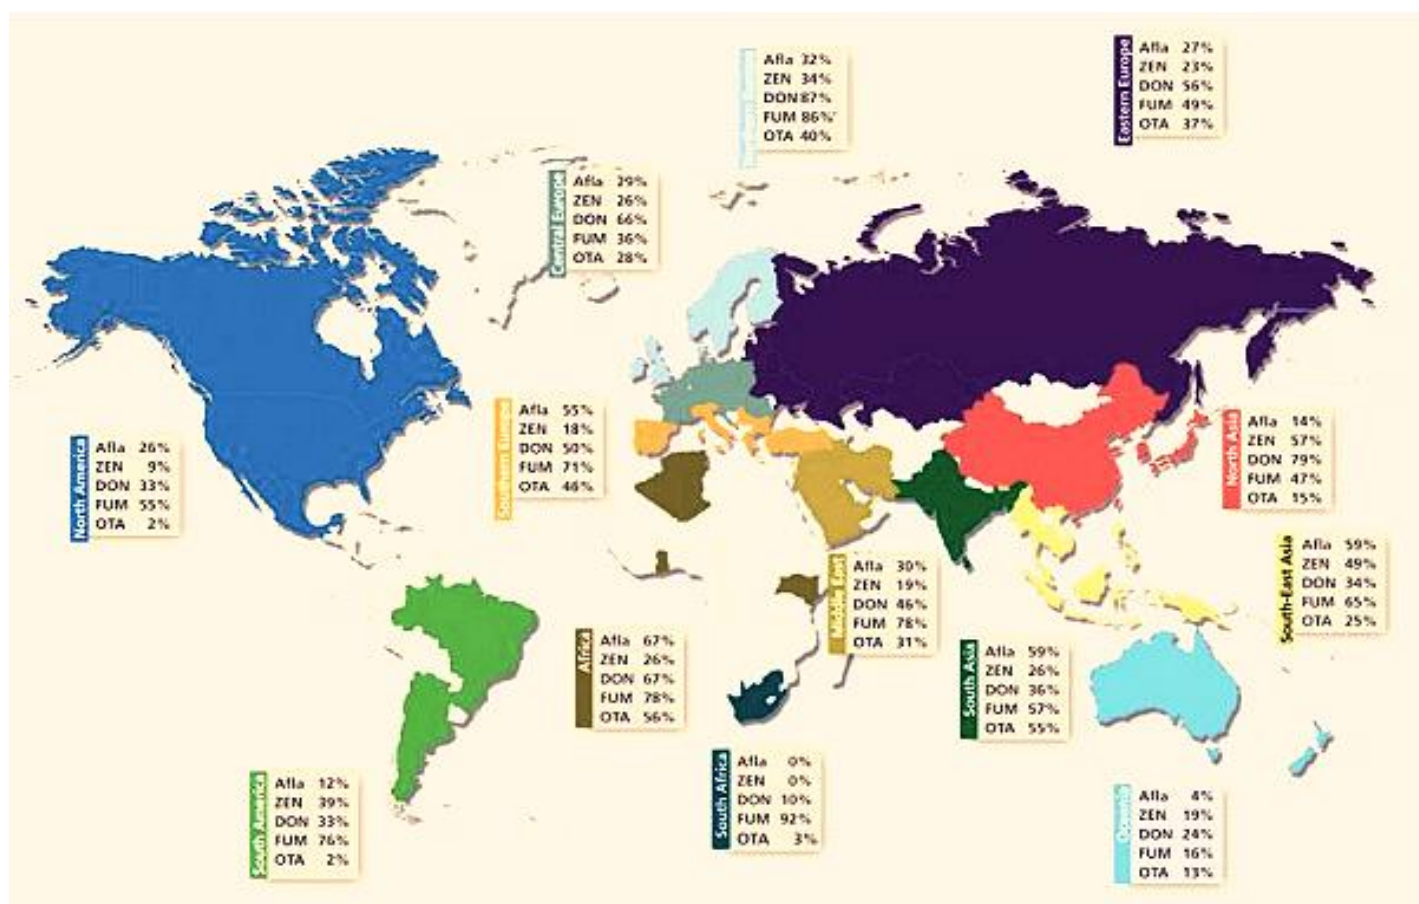 Afla 32%
ZEN 34%
DON 87%
FUM 86%
OTA 40%
Eastern Europe
Afla 27%
ZEN 23%
DON 56%
FUM 49%
OTA 37%
Central Europe
Afla 29%
ZEN 26%
DON 66%
FUM 36%
OTA 28%
Southern Europe
Afla 55%
ZEN 18%
DON 50%
FUM 71%
OTA 46%
North America
Afla 26%
ZEN 9%
DON 33%
FUM 55%
OTA 2%
North Asia
Afla 14%
ZEN 57%
DON 79%
FUM 47%
OTA 15%
South-East Asia
Afla 59%
ZEN 49%
DON 34%
FUM 65%
OTA 25%
Middle East
Afla 30%
ZEN 19%
DON 46%
FUM 78%
OTA 31%
Africa
Afla 67%
ZEN 26%
DON 67%
FUM 78%
OTA 56%
South Asia
Afla 59%
ZEN 26%
DON 36%
FUM 57%
OTA 55%
South America
Afla 12%
ZEN 39%
DON 33%
FUM 76%
OTA 2%
South Africa
Afla 0%
ZEN 0%
DON 10%
FUM 92%
OTA 3%
Oceania
Afla 4%
ZEN 19%
DON 24%
FUM 16%
OTA 13%